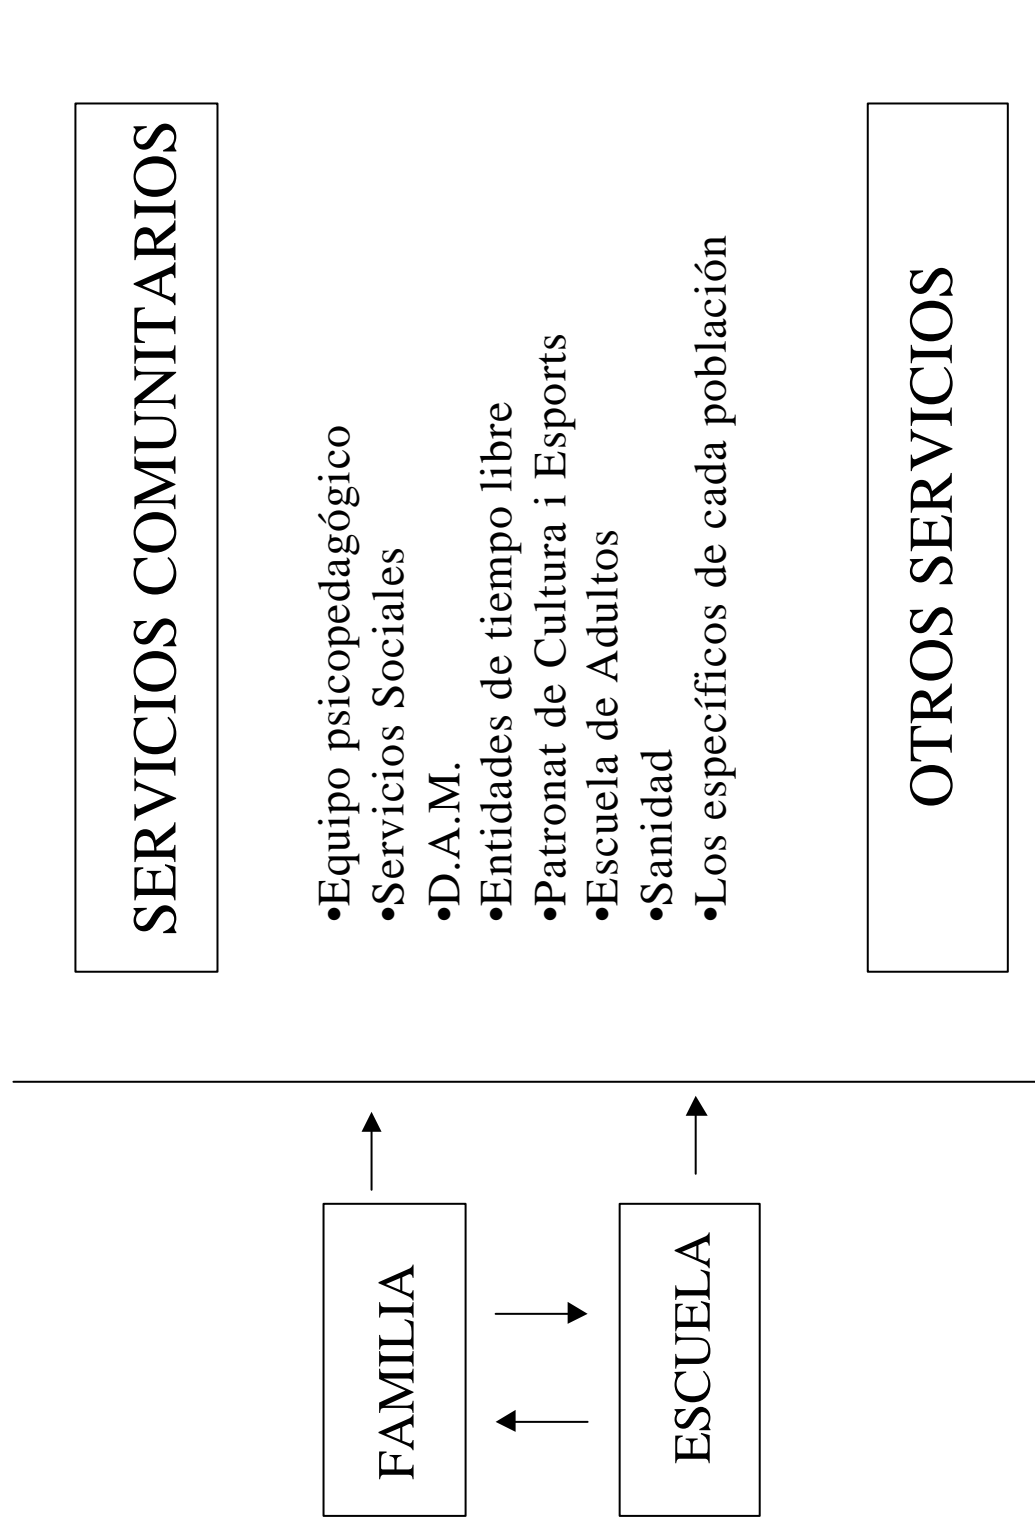 FAMILIA
ESCUELA
SERVICIOS COMUNITARIOS
•Equipo psicopedagógico
•Servicios Sociales
•D.A.M.
•Entidades de tiempo libre
•Patronat de Cultura i Esports
•Escuela de Adultos
•Sanidad
•Los específicos de cada población
OTROS SERVICIOS